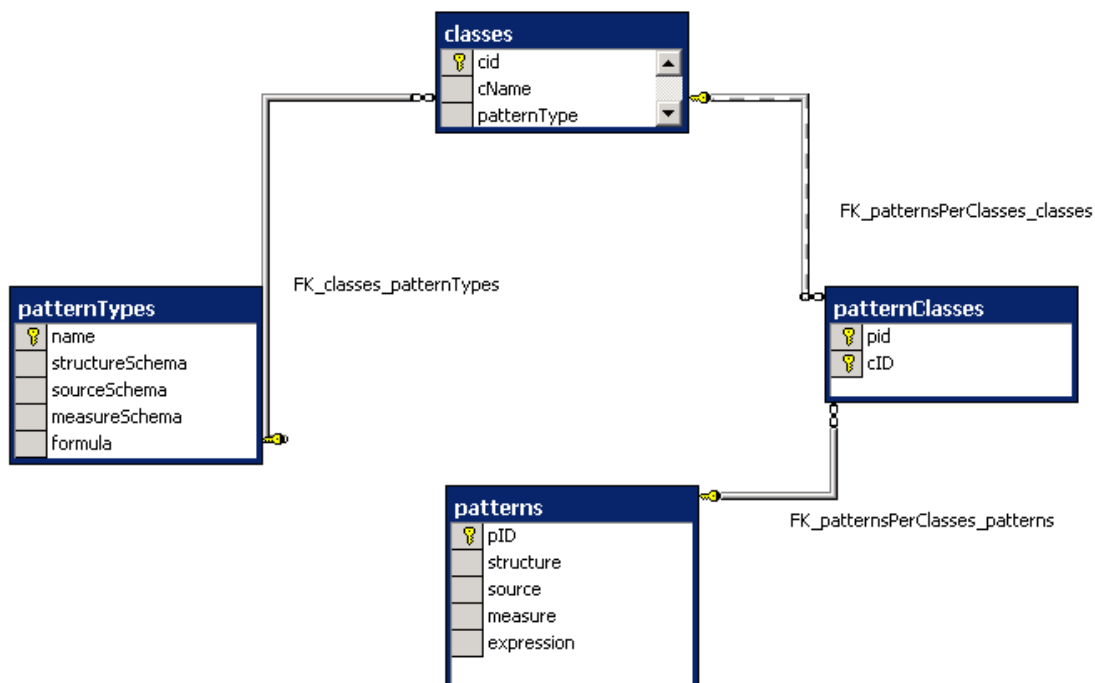 classes
cid
cName
patternType
FK_patternsPerClasses_classes
FK_classes_patternTypes
patternTypes
name
structureSchema
sourceSchema
measureSchema
formula
patternClasses
pid
cID
FK_patternsPerClasses_patterns
patterns
pID
structure
source
measure
expression